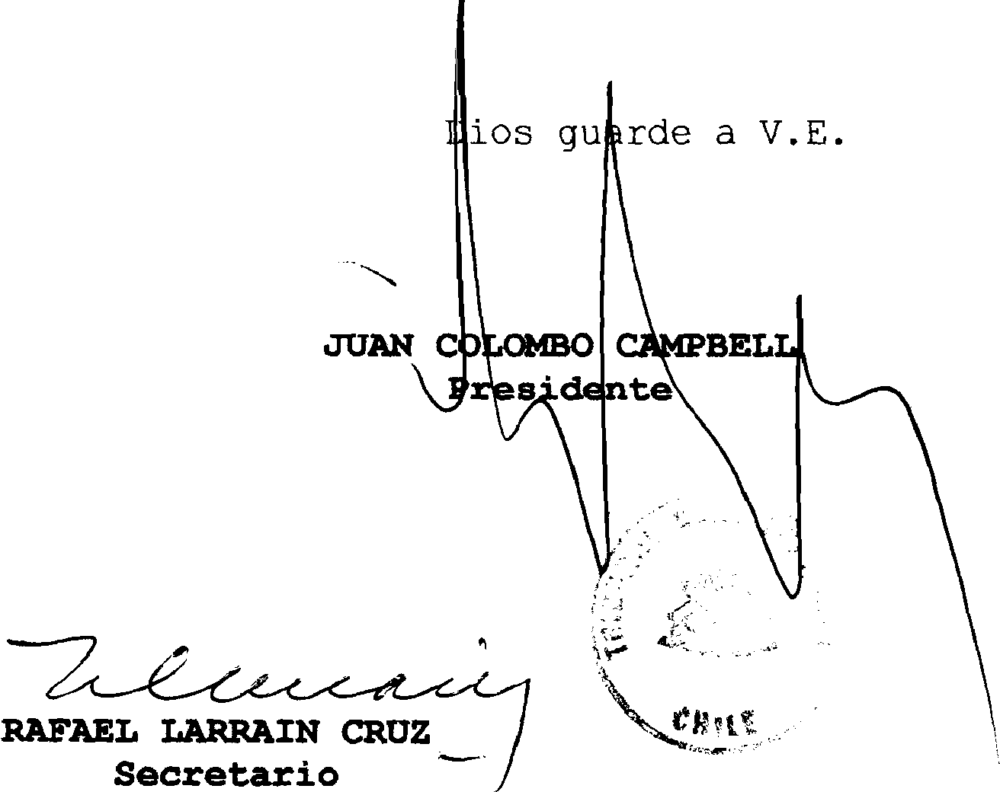 Dios guarde a V.E.
JUAN COLOMBO CAMPBELL
Presidente
CHILE
RAFAEL LARRAIN CRUZ
Secretario